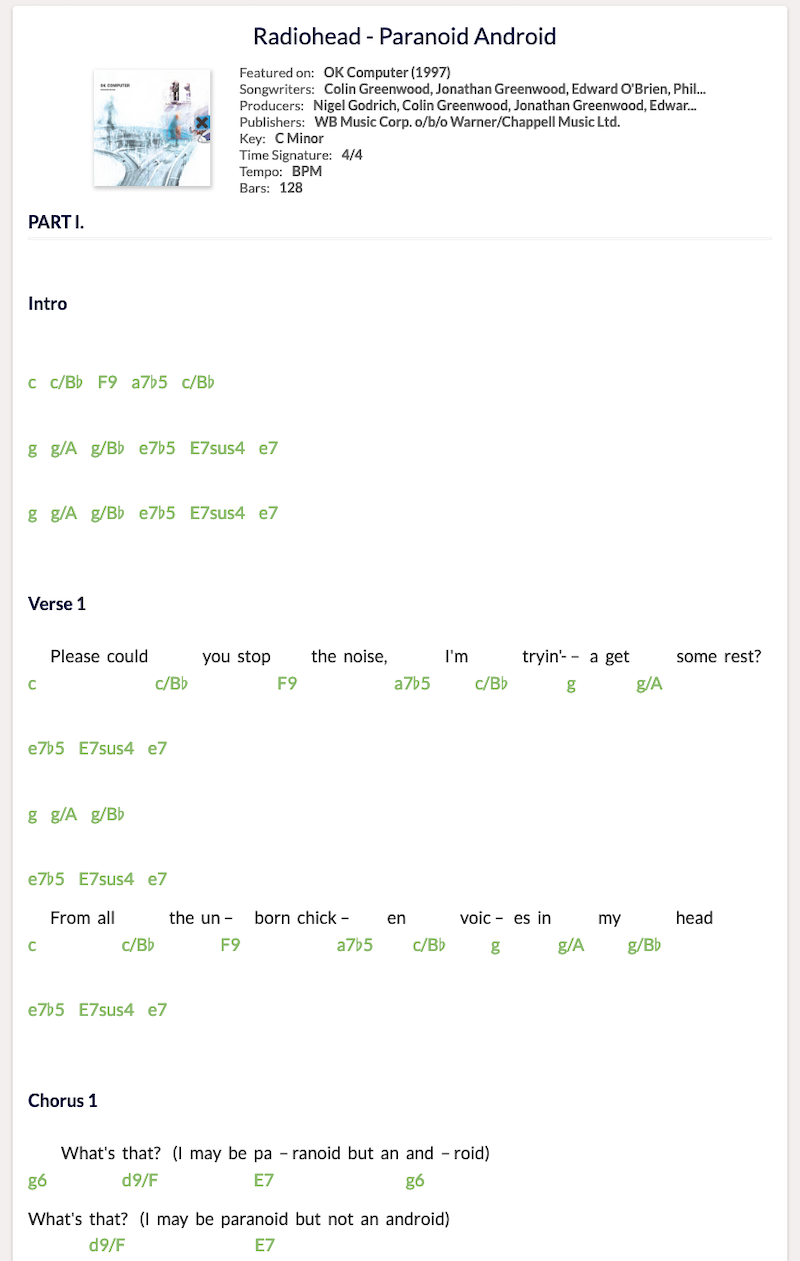 Radiohead - Paranoid Android
OK COMPUTER
Featured on: OK Computer (1997)
Songwriters: Colin Greenwood, Jonathan Greenwood, Edward O'Brien, Phil...
Producers: Nigel Godrich, Colin Greenwood, Jonathan Greenwood, Edwar...
Publishers: WB Music Corp. o/b/o Warner/Chappell Music Ltd.
Key: C Minor
Time Signature: 4/4
Tempo: BPM
Bars: 128
PART I.
Intro
c c/B♭ F9 a7♭5 c/B♭
g g/A g/B♭ e7♭5 E7sus4 e7
g g/A g/B♭ e7♭5 E7sus4 e7
Verse 1
Please could you stop the noise, I'm tryin'- – a get some rest?
c c/B♭ F9 a7♭5 c/B♭ g g/A
e7♭5 E7sus4 e7
g g/A g/B♭
e7♭5 E7sus4 e7
From all the un – born chick – en voic – es in my head
c c/B♭ F9 a7♭5 c/B♭ g g/A g/B♭
e7♭5 E7sus4 e7
Chorus 1
What's that? (I may be pa – ranoid but an and – roid)
g6 d9/F E7 g6
What's that? (I may be paranoid but not an android)
d9/F E7